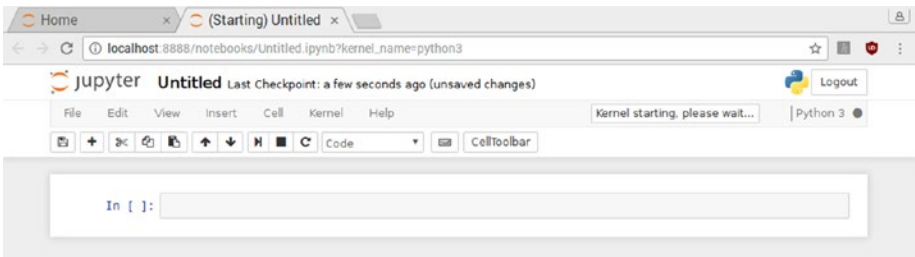 Home × (Starting) Untitled ×
localhost:8888/notebooks/Untitled.ipynb?kernel_name=python3
jupyter Untitled Last Checkpoint: a few seconds ago (unsaved changes) Logout
File Edit View Insert Cell Kernel Help Kernel starting, please wait... Python 3
Code CellToolbar
In [ ]: